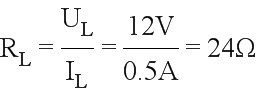 R_L = U_L / I_L = 12V / 0.5A = 24Ω